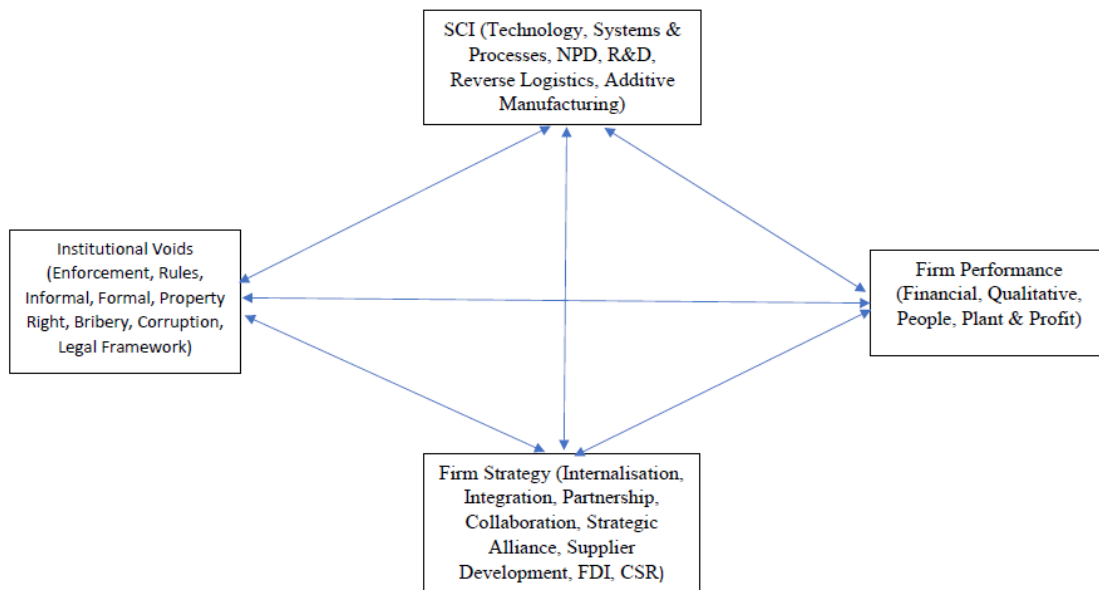 SCI (Technology, Systems &
Processes, NPD, R&D,
Reverse Logistics, Additive
Manufacturing)
Institutional Voids
(Enforcement, Rules,
Informal, Formal, Property
Right, Bribery, Corruption,
Legal Framework)
Firm Performance
(Financial, Qualitative,
People, Plant & Profit)
Firm Strategy (Internalisation,
Integration, Partnership,
Collaboration, Strategic
Alliance, Supplier
Development, FDI, CSR)